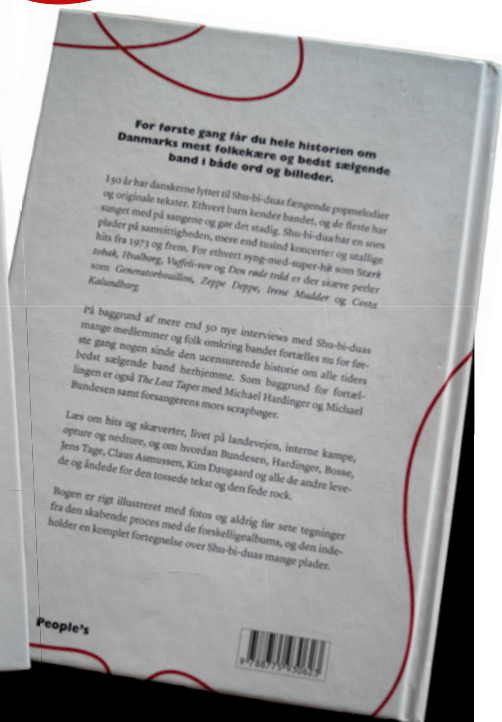 For første gang får du hele historien om
Danmarks mest folkekære og bedst sælgende
band i både ord og billeder.
I 50 år har danskerne lyttet til Shu-bi-duas fængende popmelodier
og originale tekster. Ethvert barn kender bandet, og de fleste har
sunget med på sangene og gør det stadig. Shu-bi-dua har en snes
plader på samvittigheden, mere end tusind koncerter og utallige
hits fra 1973 og frem. For ethvert syng-med-super-hit som Stærk
tobak, Hvalborg, Vuffeli-vov og Den røde tråd er der skæve perler
som Generatorbouillon, Zeppe Deppe, Irene Mudder og Costa
Kalundborg.
På baggrund af mere end 50 nye interviews med Shu-bi-duas
mange medlemmer og folk omkring bandet fortælles nu for før-
ste gang nogen sinde den ucensurerede historie om alle tiders
bedst sælgende band herhjemme. Som baggrund for fortæl-
lingen er også The Lost Tapes med Michael Hardinger og Michael
Bundesen samt forsangerens mors scrapbøger.
Læs om hits og skæverter, livet på landevejen, interne kampe,
opture og nedture, og om hvordan Bundesen, Hardinger, Bosse,
Jens Tage, Claus Asmussen, Kim Daugaard og alle de andre leve-
de og åndede for den tossede tekst og den fede rock.
Bogen er rigt illustreret med fotos og aldrig før sete tegninger
fra den skabende proces med de forskelligealbums, og den inde-
holder en komplet fortegnelse over Shu-bi-duas mange plader.
People's